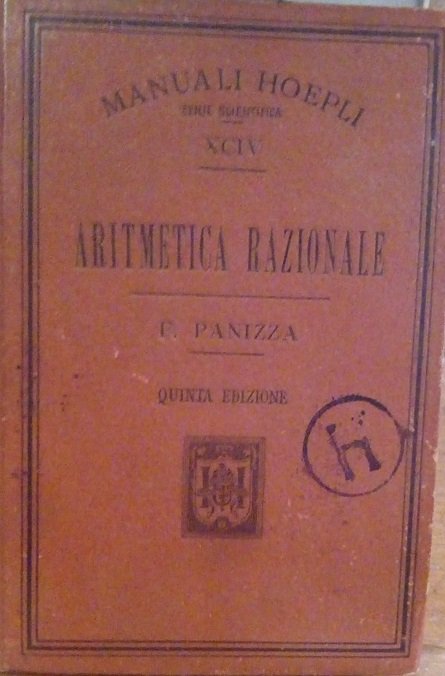 MANUALI HOEPLI
SERIE SCIENTIFICA
XCIV
ARITMETICA RAZIONALE
F. PANIZZA
QUINTA EDIZIONE
H
h